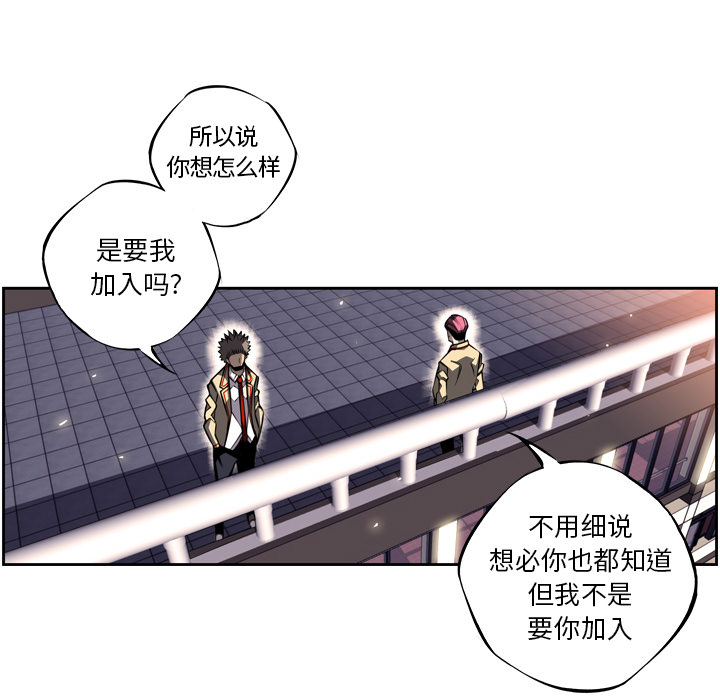 所以说
你想怎么样
是要我
加入吗?
不用细说
想必你也都知道
但我不是
要你加入